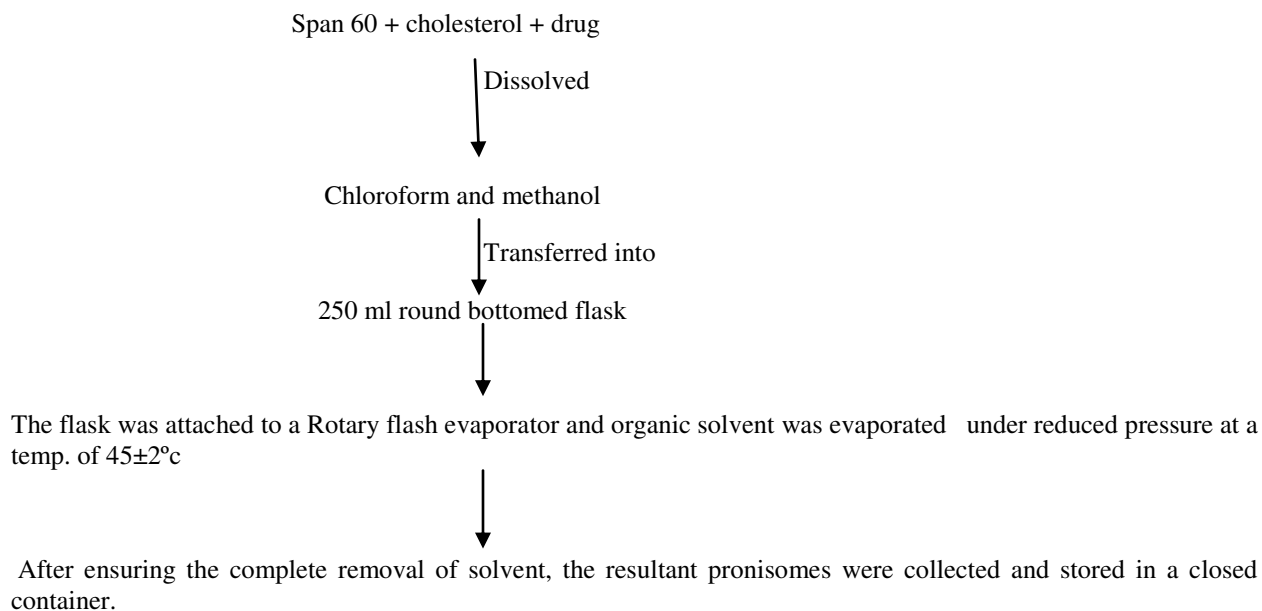 Span 60 + cholesterol + drug
Dissolved
Chloroform and methanol
Transferred into
250 ml round bottomed flask
The flask was attached to a Rotary flash evaporator and organic solvent was evaporated under reduced pressure at a
temp. of 45±2ºc
After ensuring the complete removal of solvent, the resultant pronisomes were collected and stored in a closed
container.